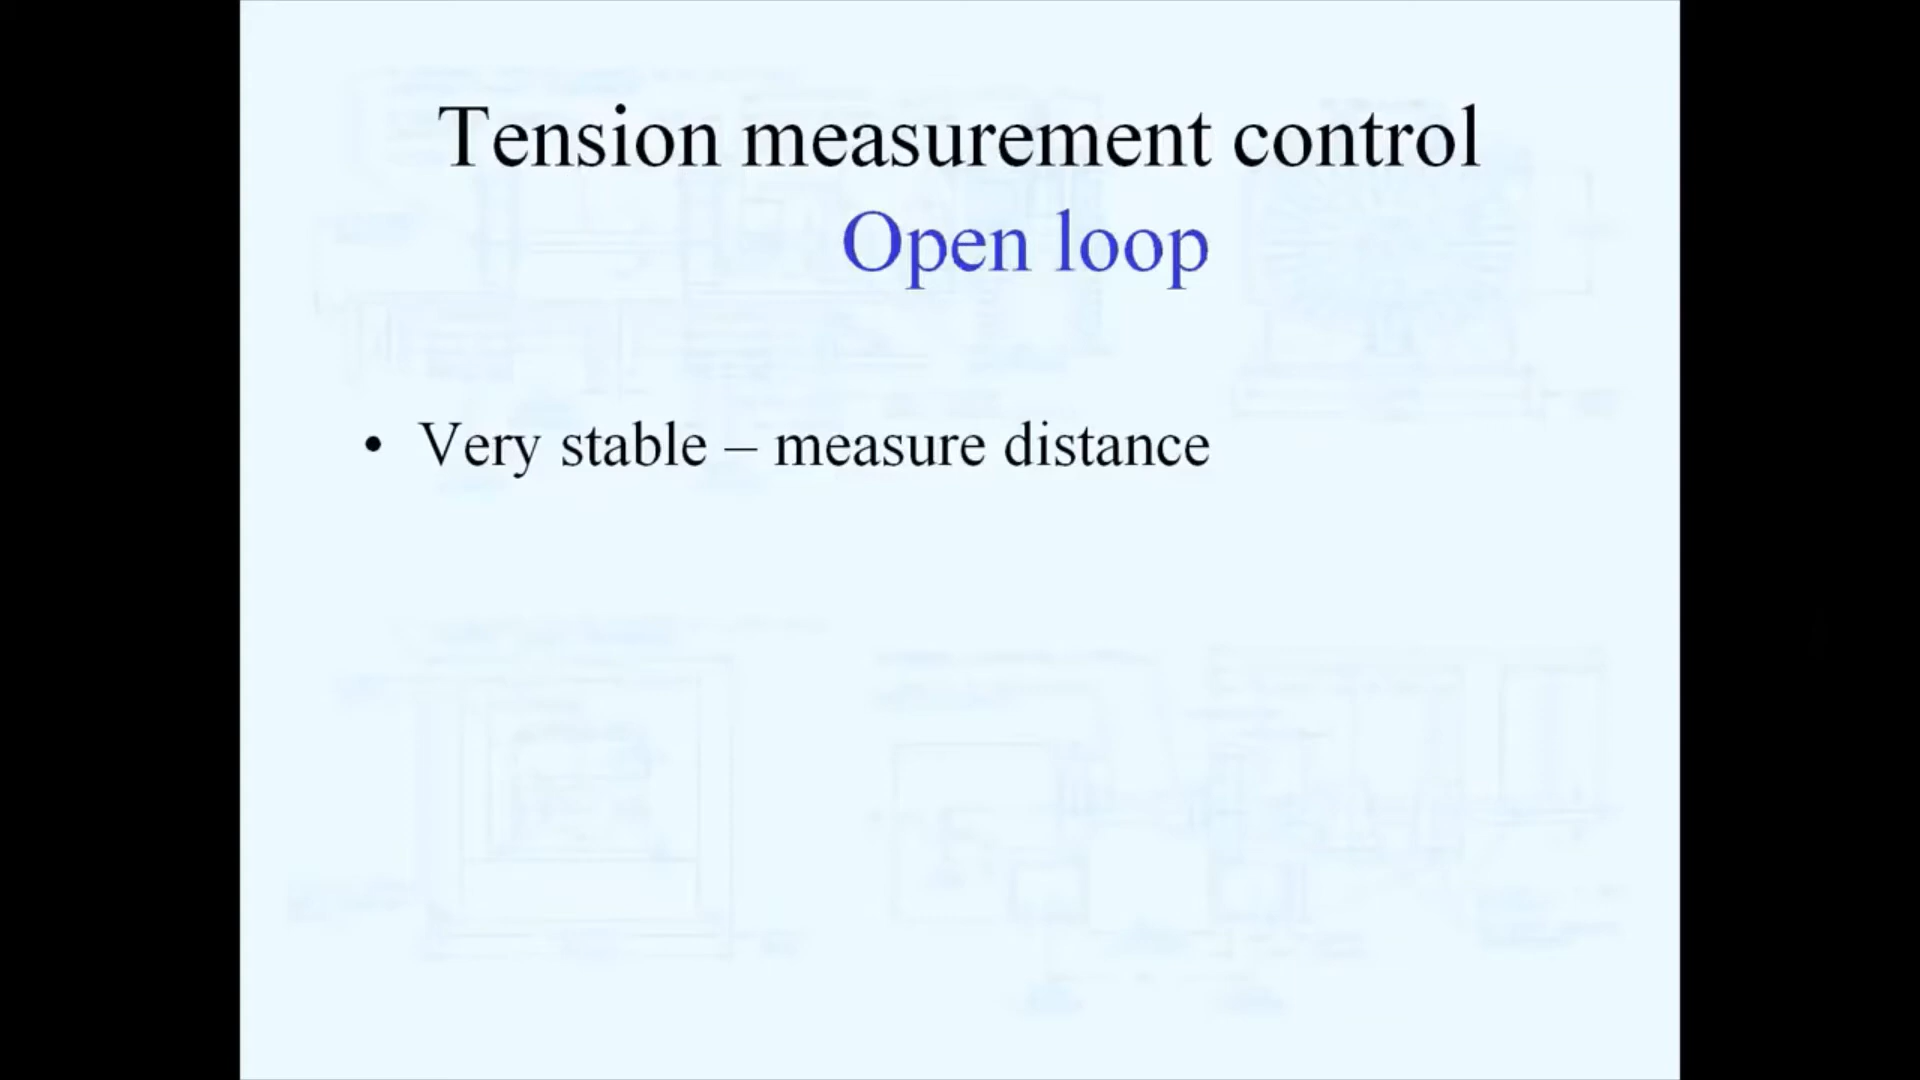 Tension measurement control
Open loop
• Very stable – measure distance